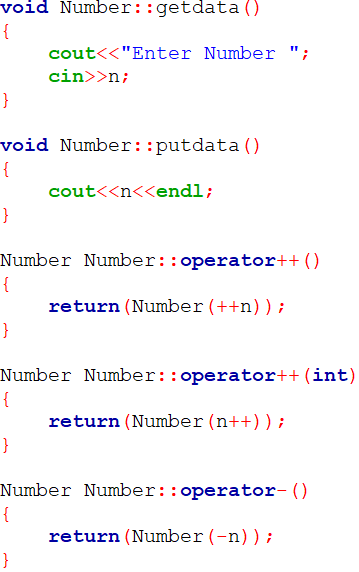 void Number::getdata()
{
    cout<<"Enter Number ";
    cin>>n;
}

void Number::putdata()
{
    cout<<n<<endl;
}

Number Number::operator++()
{
    return(Number(++n));
}

Number Number::operator++(int)
{
    return(Number(n++));
}

Number Number::operator-()
{
    return(Number(-n));
}